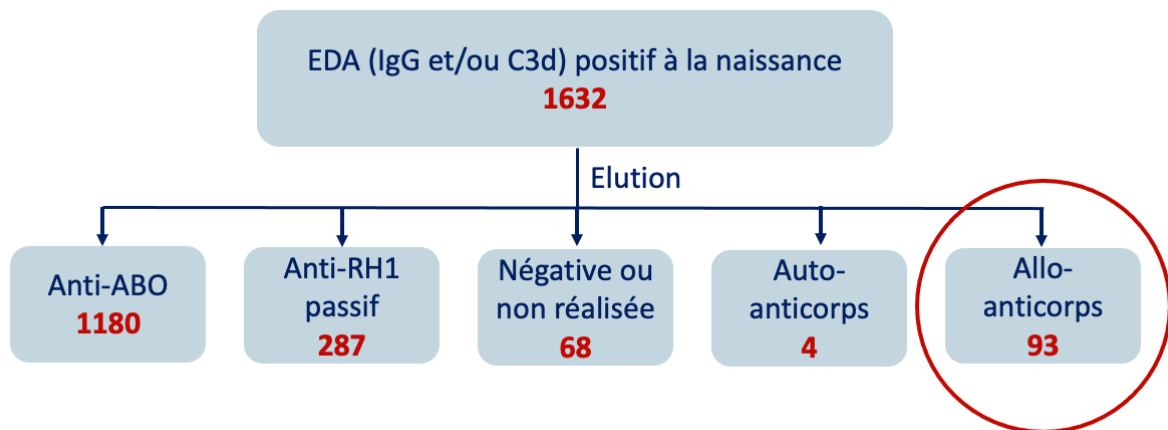 EDA (IgG et/ou C3d) positif à la naissance
1632
Elution
Anti-ABO
1180
Anti-RH1
passif
287
Négative ou
non réalisée
68
Auto-
anticorps
4
Allo-
anticorps
93